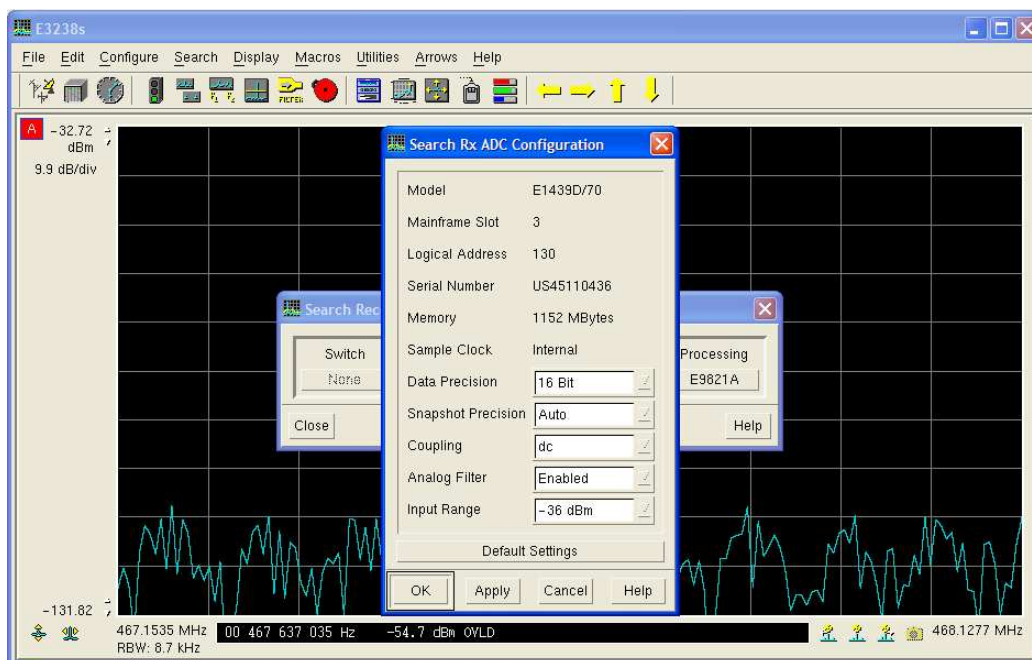 E3238s
File Edit Configure Search Display Macros Utilities Arrows Help
FILTER
A -32.72
dBm
9.9 dB/div
Search Rx ADC Configuration
Model E1439D/70
Mainframe Slot 3
Logical Address 130
Serial Number US45110436
Memory 1152 MBytes
Sample Clock Internal
Data Precision 16 Bit
Snapshot Precision Auto
Coupling dc
Analog Filter Enabled
Input Range -36 dBm
Default Settings
OK Apply Cancel Help
Search Rec
Switch Processing
None E9821A
Close Help
-131.82
467.1535 MHz 00 467 637 035 Hz -54.7 dBm OVLD 468.1277 MHz
RBW: 8.7 kHz